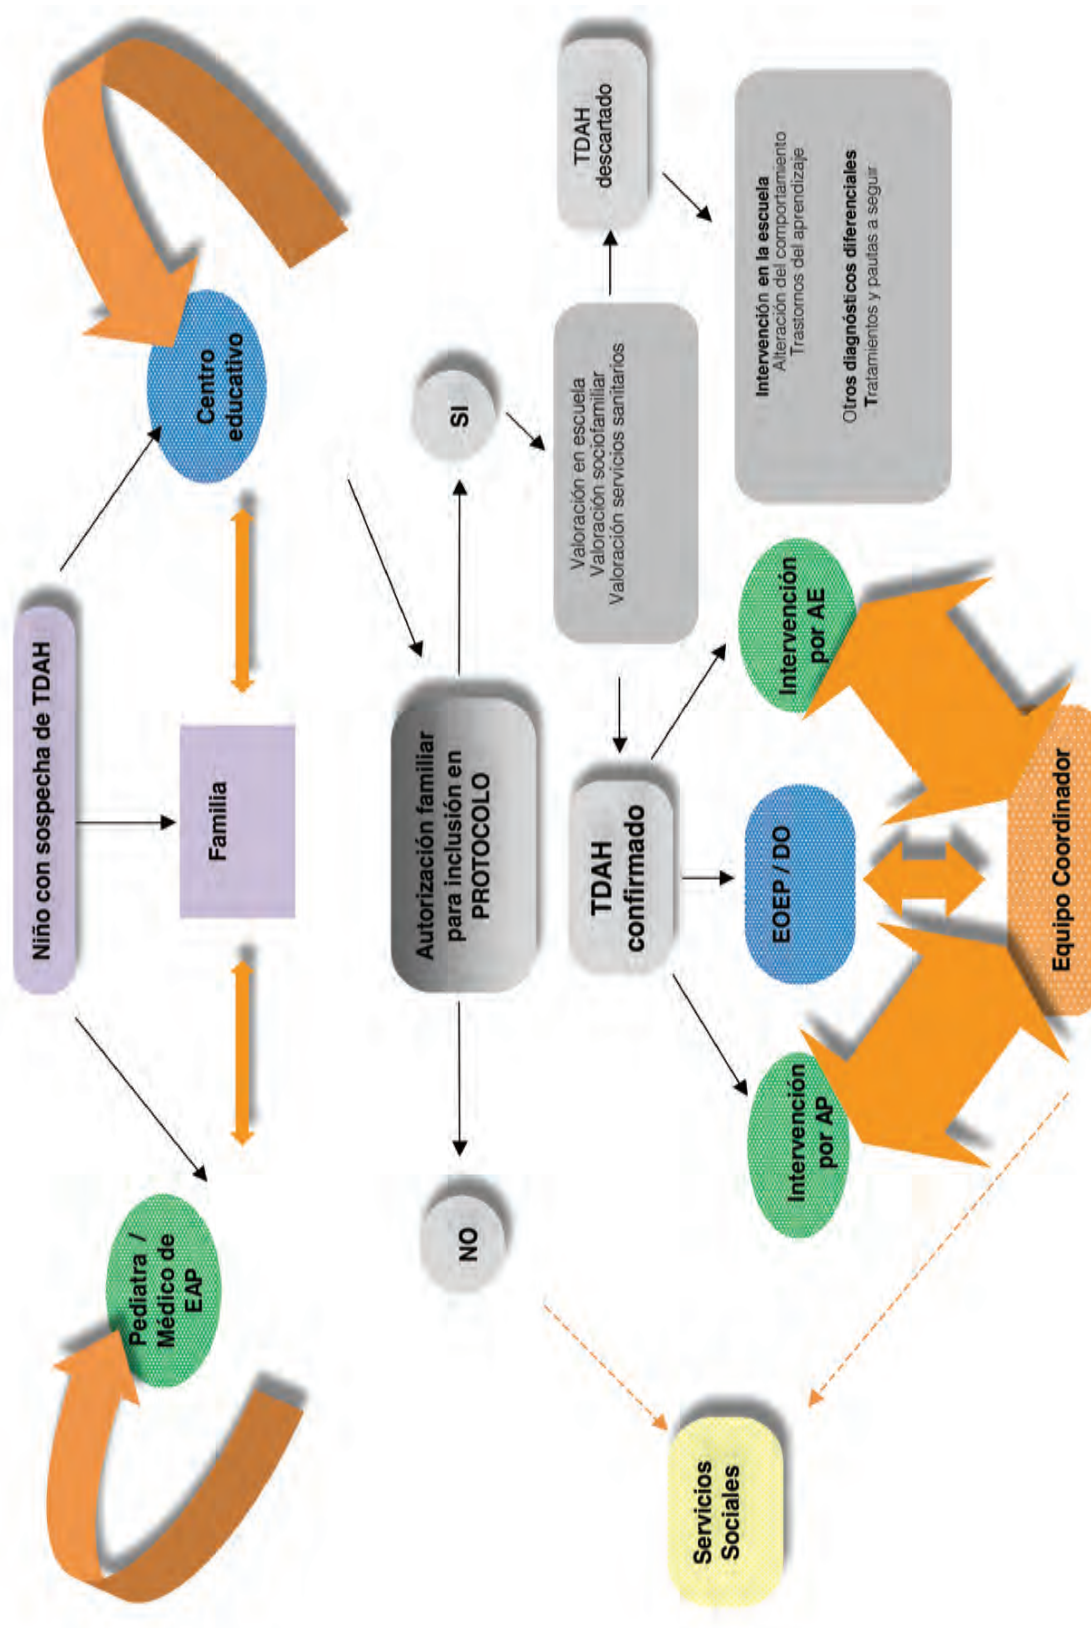 Niño con sospecha de TDAH
Pediatra /
Médico de
EAP
Familia
Centro
educativo
Autorización familiar
para inclusión en
PROTOCOLO
NO
SI
Valoración en escuela
Valoración sociofamiliar
Valoración servicios sanitarios
TDAH
confirmado
TDAH
descartado
Servicios
Sociales
Intervención
por AP
EOEP / DO
Intervención
por AE
Intervención en la escuela
Alteración del comportamiento
Trastornos del aprendizaje
Otros diagnósticos diferenciales
Tratamientos y pautas a seguir
Equipo Coordinador